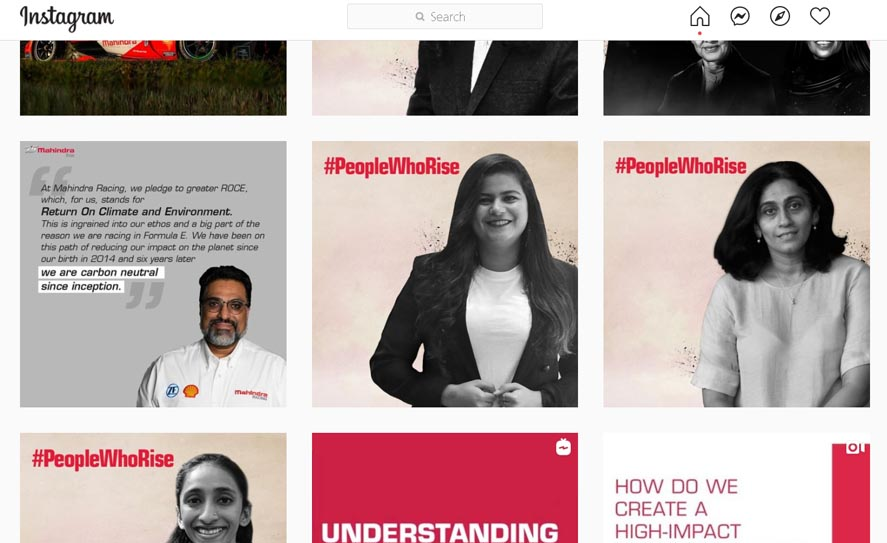 Instagram
Search
Mahindra
#PeopleWhoRise
#PeopleWhoRise
Mahindra
At Mahindra Racing, we pledge to greater ROCE,
which, for us, stands for
Return On Climate and Environment.
This is ingrained into our ethos and a big part of the
reason we are racing in Formula E. We have been on
this path of reducing our impact on the planet since
our birth in 2014 and six years later
we are carbon neutral
since inception.
ZF
Mahindra
RACING
#PeopleWhoRise
UNDERSTANDING
HOW DO WE
CREATE A
HIGH-IMPACT